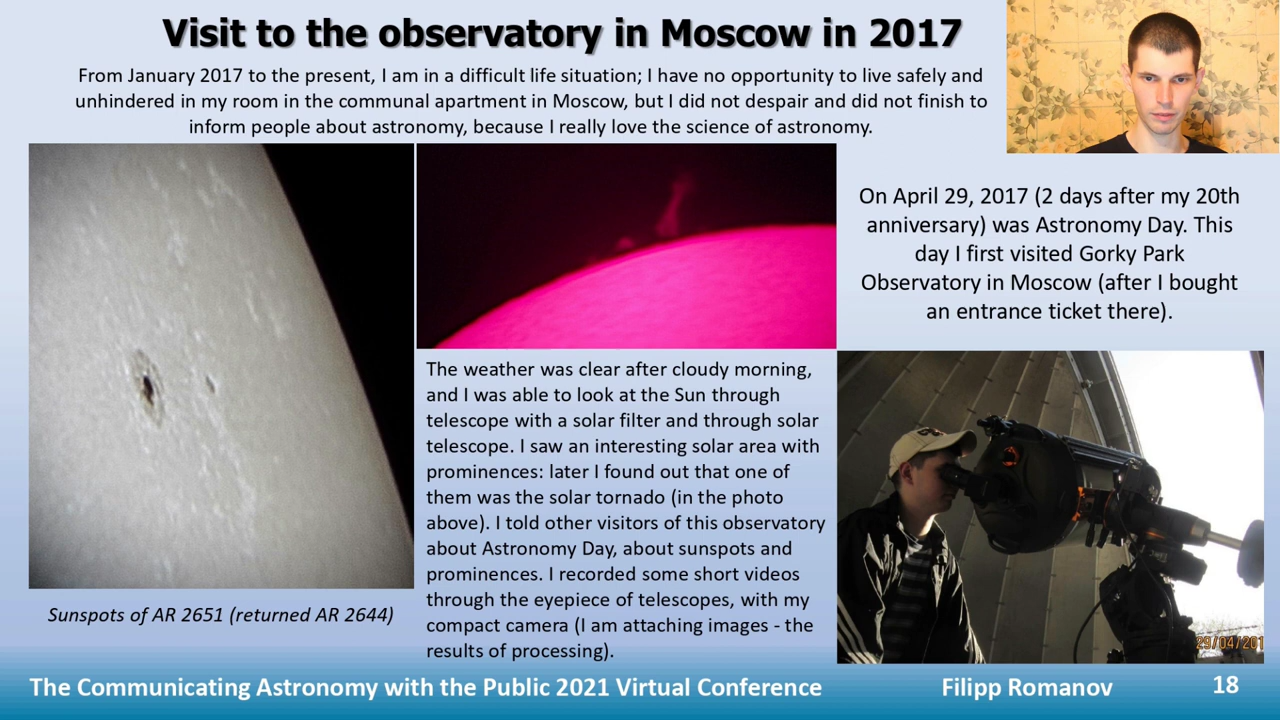 Visit to the observatory in Moscow in 2017
From January 2017 to the present, I am in a difficult life situation; I have no opportunity to live safely and
unhindered in my room in the communal apartment in Moscow, but I did not despair and did not finish to
inform people about astronomy, because I really love the science of astronomy.
On April 29, 2017 (2 days after my 20th
anniversary) was Astronomy Day. This
day I first visited Gorky Park
Observatory in Moscow (after I bought
an entrance ticket there).
The weather was clear after cloudy morning,
and I was able to look at the Sun through
telescope with a solar filter and through solar
telescope. I saw an interesting solar area with
prominences: later I found out that one of
them was the solar tornado (in the photo
above). I told other visitors of this observatory
about Astronomy Day, about sunspots and
prominences. I recorded some short videos
through the eyepiece of telescopes, with my
compact camera (I am attaching images - the
results of processing).
Sunspots of AR 2651 (returned AR 2644)
29/04/201
The Communicating Astronomy with the Public 2021 Virtual Conference
Filipp Romanov
18